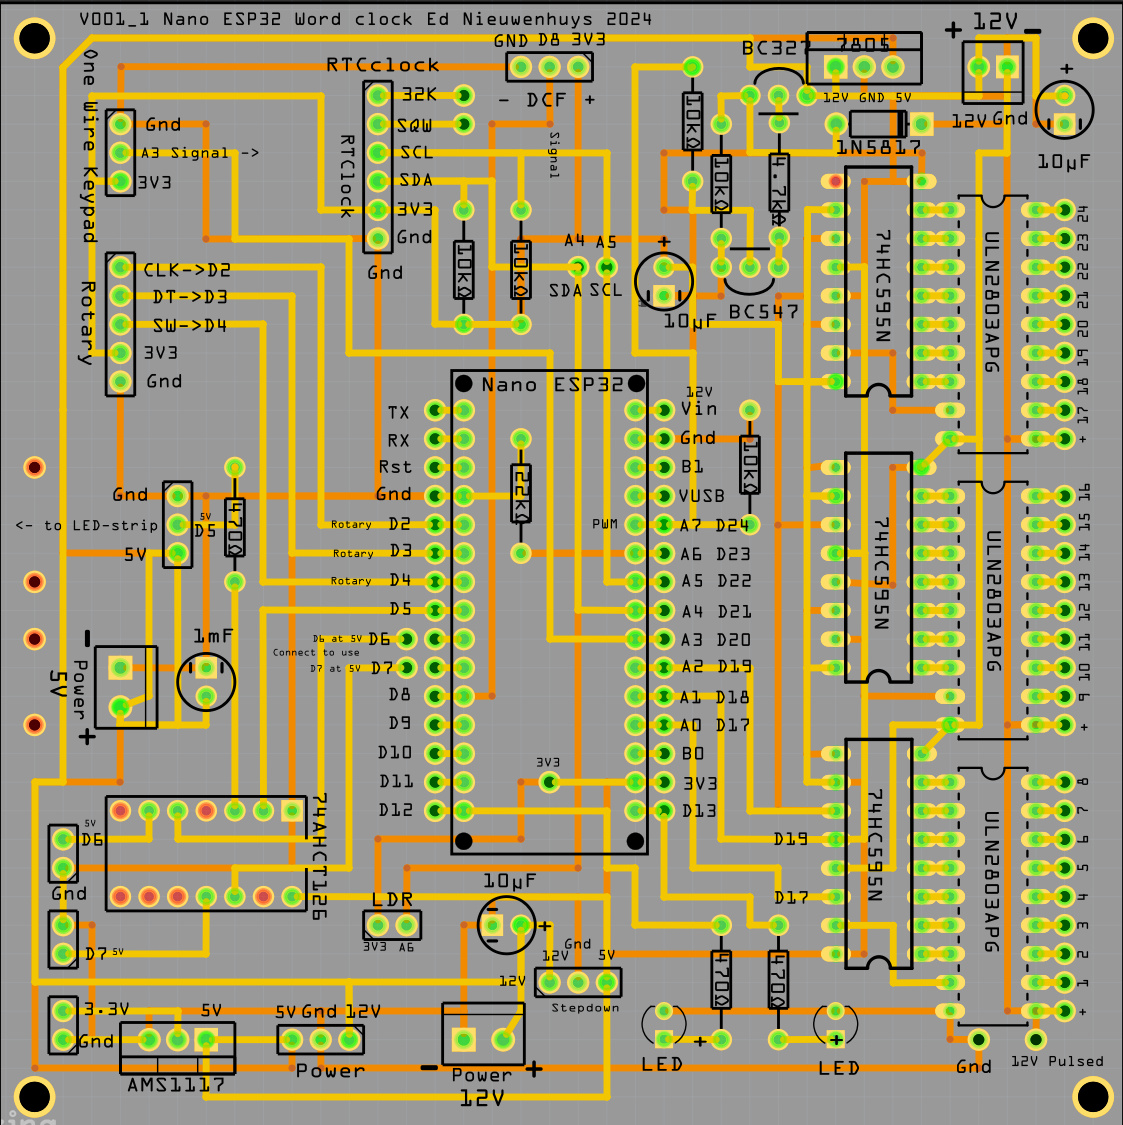 V001_1 Nano ESP32 Word clock Ed Nieuwenhuys 2024
GND D8 3V3
- DCF +
Signal
RTCclock
RTClock
32K
SQW
SCL
SDA
3V3
Gnd
Gnd
One Wire Keypad
Gnd
A3 Signal ->
3V3
Rotary
CLK->D2
DT->D3
SW->D4
3V3
Gnd
10kΩ
10kΩ
A4 A5
SDA SCL
BC327
7805
12V GND 5V
1N5817
+ 12V -
12V Gnd
+
10µF
10kΩ
10kΩ
4.7kΩ
+
10µF
BC547
74HC595N
ULN2803APG
24
23
22
21
20
19
18
17
+
Nano ESP32
TX
RX
Rst
Gnd
Rotary D2
Rotary D3
Rotary D4
D5
D6 at 5V D6
Connect to use
D7 at 5V D7
D8
D9
D10
D11
D12
22kΩ
PWM
3V3
12V
Vin
Gnd
B1
VUSB
A7 D24
A6 D23
A5 D22
A4 D21
A3 D20
A2 D19
A1 D18
A0 D17
B0
3V3
D13
10kΩ
74HC595N
ULN2803APG
16
15
14
13
12
11
10
9
+
Gnd
<- to LED-strip
5V
D5
5V
470Ω
1mF
-
Power
5V
+
74AHCT126
5V
D6
Gnd
D7 5V
LDR
3V3 A6
10µF
+
D19
D17
74HC595N
ULN2803APG
8
7
6
5
4
3
2
1
+
Gnd
12V 5V
12V
Stepdown
470Ω
470Ω
3.3V
Gnd
5V
AMS1117
5V Gnd 12V
Power
- Power +
12V
+
LED
+
LED
Gnd
12V Pulsed